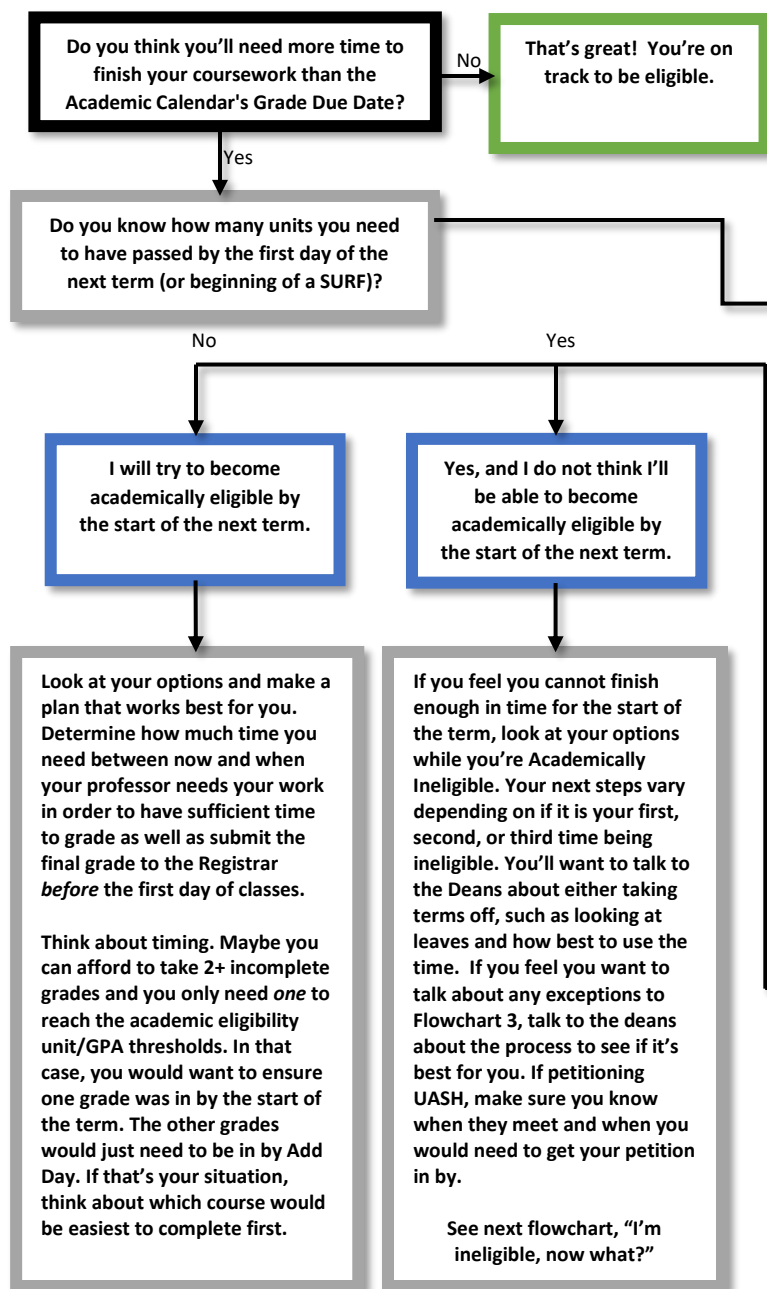 Do you think you'll need more time to
finish your coursework than the
Academic Calendar's Grade Due Date?
No
That's great!  You're on
track to be eligible.
Yes
Do you know how many units you need
to have passed by the first day of the
next term (or beginning of a SURF)?
No
Yes
I will try to become
academically eligible by
the start of the next term.
Yes, and I do not think I'll
be able to become
academically eligible by
the start of the next term.
Look at your options and make a
plan that works best for you.
Determine how much time you
need between now and when
your professor needs your work
in order to have sufficient time
to grade as well as submit the
final grade to the Registrar
before the first day of classes.
Think about timing. Maybe you
can afford to take 2+ incomplete
grades and you only need one to
reach the academic eligibility
unit/GPA thresholds. In that
case, you would want to ensure
one grade was in by the start of
the term. The other grades
would just need to be in by Add
Day. If that's your situation,
think about which course would
be easiest to complete first.
If you feel you cannot finish
enough in time for the start of
the term, look at your options
while you're Academically
Ineligible. Your next steps vary
depending on if it is your first,
second, or third time being
ineligible. You'll want to talk to
the Deans about either taking
terms off, such as looking at
leaves and how best to use the
time.  If you feel you want to
talk about any exceptions to
Flowchart 3, talk to the deans
about the process to see if it's
best for you. If petitioning
UASH, make sure you know
when they meet and when you
would need to get your petition
in by.
See next flowchart, "I'm
ineligible, now what?"